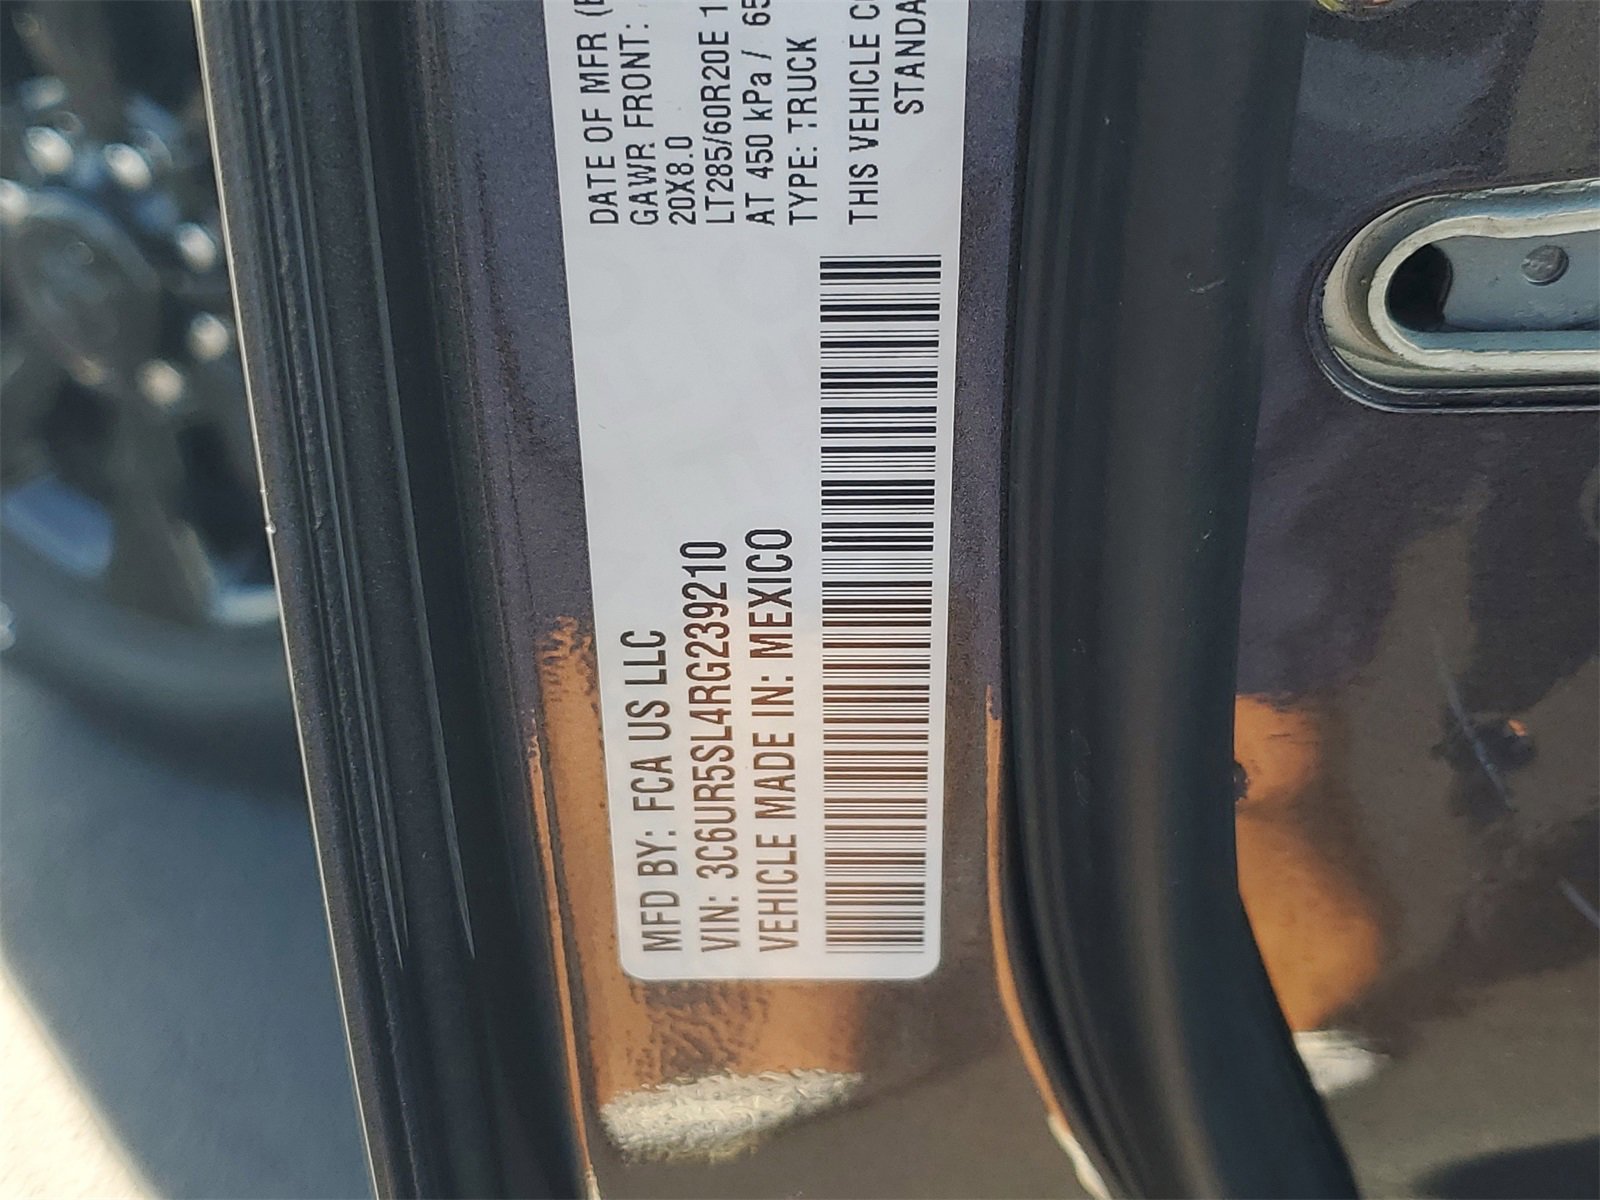 MFD BY: FCA US LLC
VIN: 3C6UR5SL4RG239210
VEHICLE MADE IN: MEXICO
DATE OF MFR
GAWR FRONT:
20X8.0
LT285/60R20E
AT 450 kPa / 65
TYPE: TRUCK
THIS VEHICLE